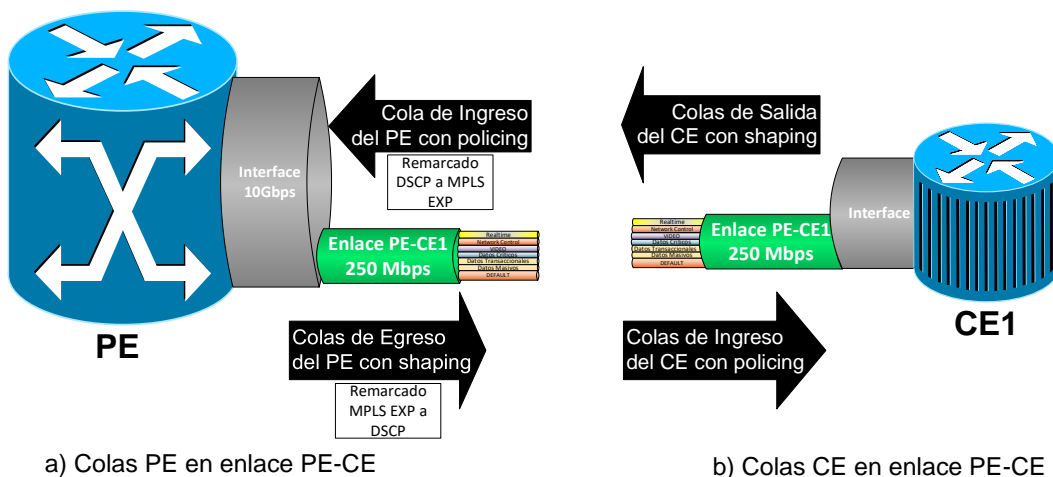 Cola de Ingreso
del PE con policing
Remarcado
DSCP a MPLS
EXP
Interface
10Gbps
Enlace PE-CE1
250 Mbps
Realtime
Network Control
VIDEO
Datos Críticos
Datos Transaccionales
Datos Masivos
DEFAULT
PE
Colas de Egreso
del PE con shaping
Remarcado
MPLS EXP a
DSCP
a) Colas PE en enlace PE-CE
Colas de Salida
del CE con shaping
Realtime
Network Control
VIDEO
Datos Críticos
Datos Transaccionales
Datos Masivos
DEFAULT
Enlace PE-CE1
250 Mbps
Interface
CE1
Colas de Ingreso
del CE con policing
b) Colas CE en enlace PE-CE